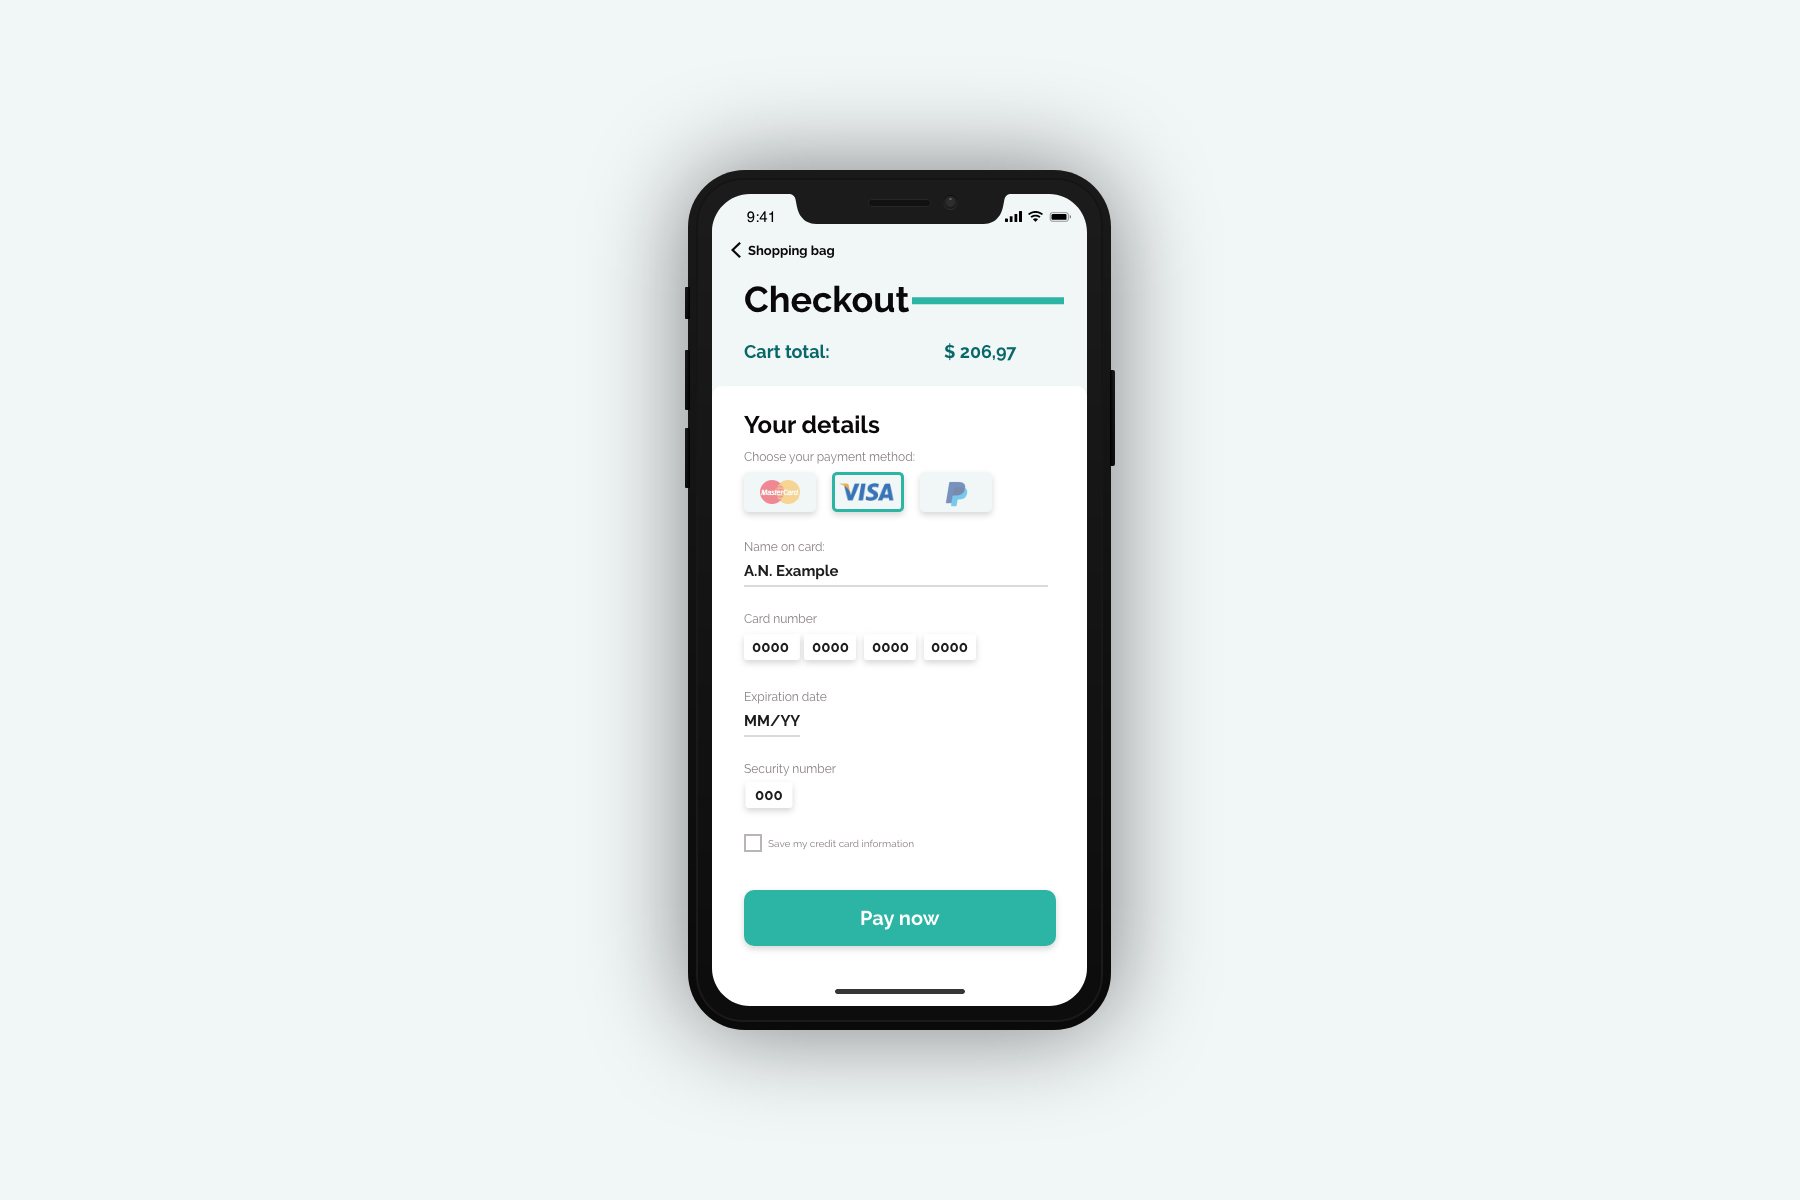 9:41
Shopping bag
Checkout
Cart total: $ 206,97
Your details
Choose your payment method:
MasterCard VISA
Name on card:
A.N. Example
Card number
0000 0000 0000 0000
Expiration date
MM/YY
Security number
000
Save my credit card information
Pay now